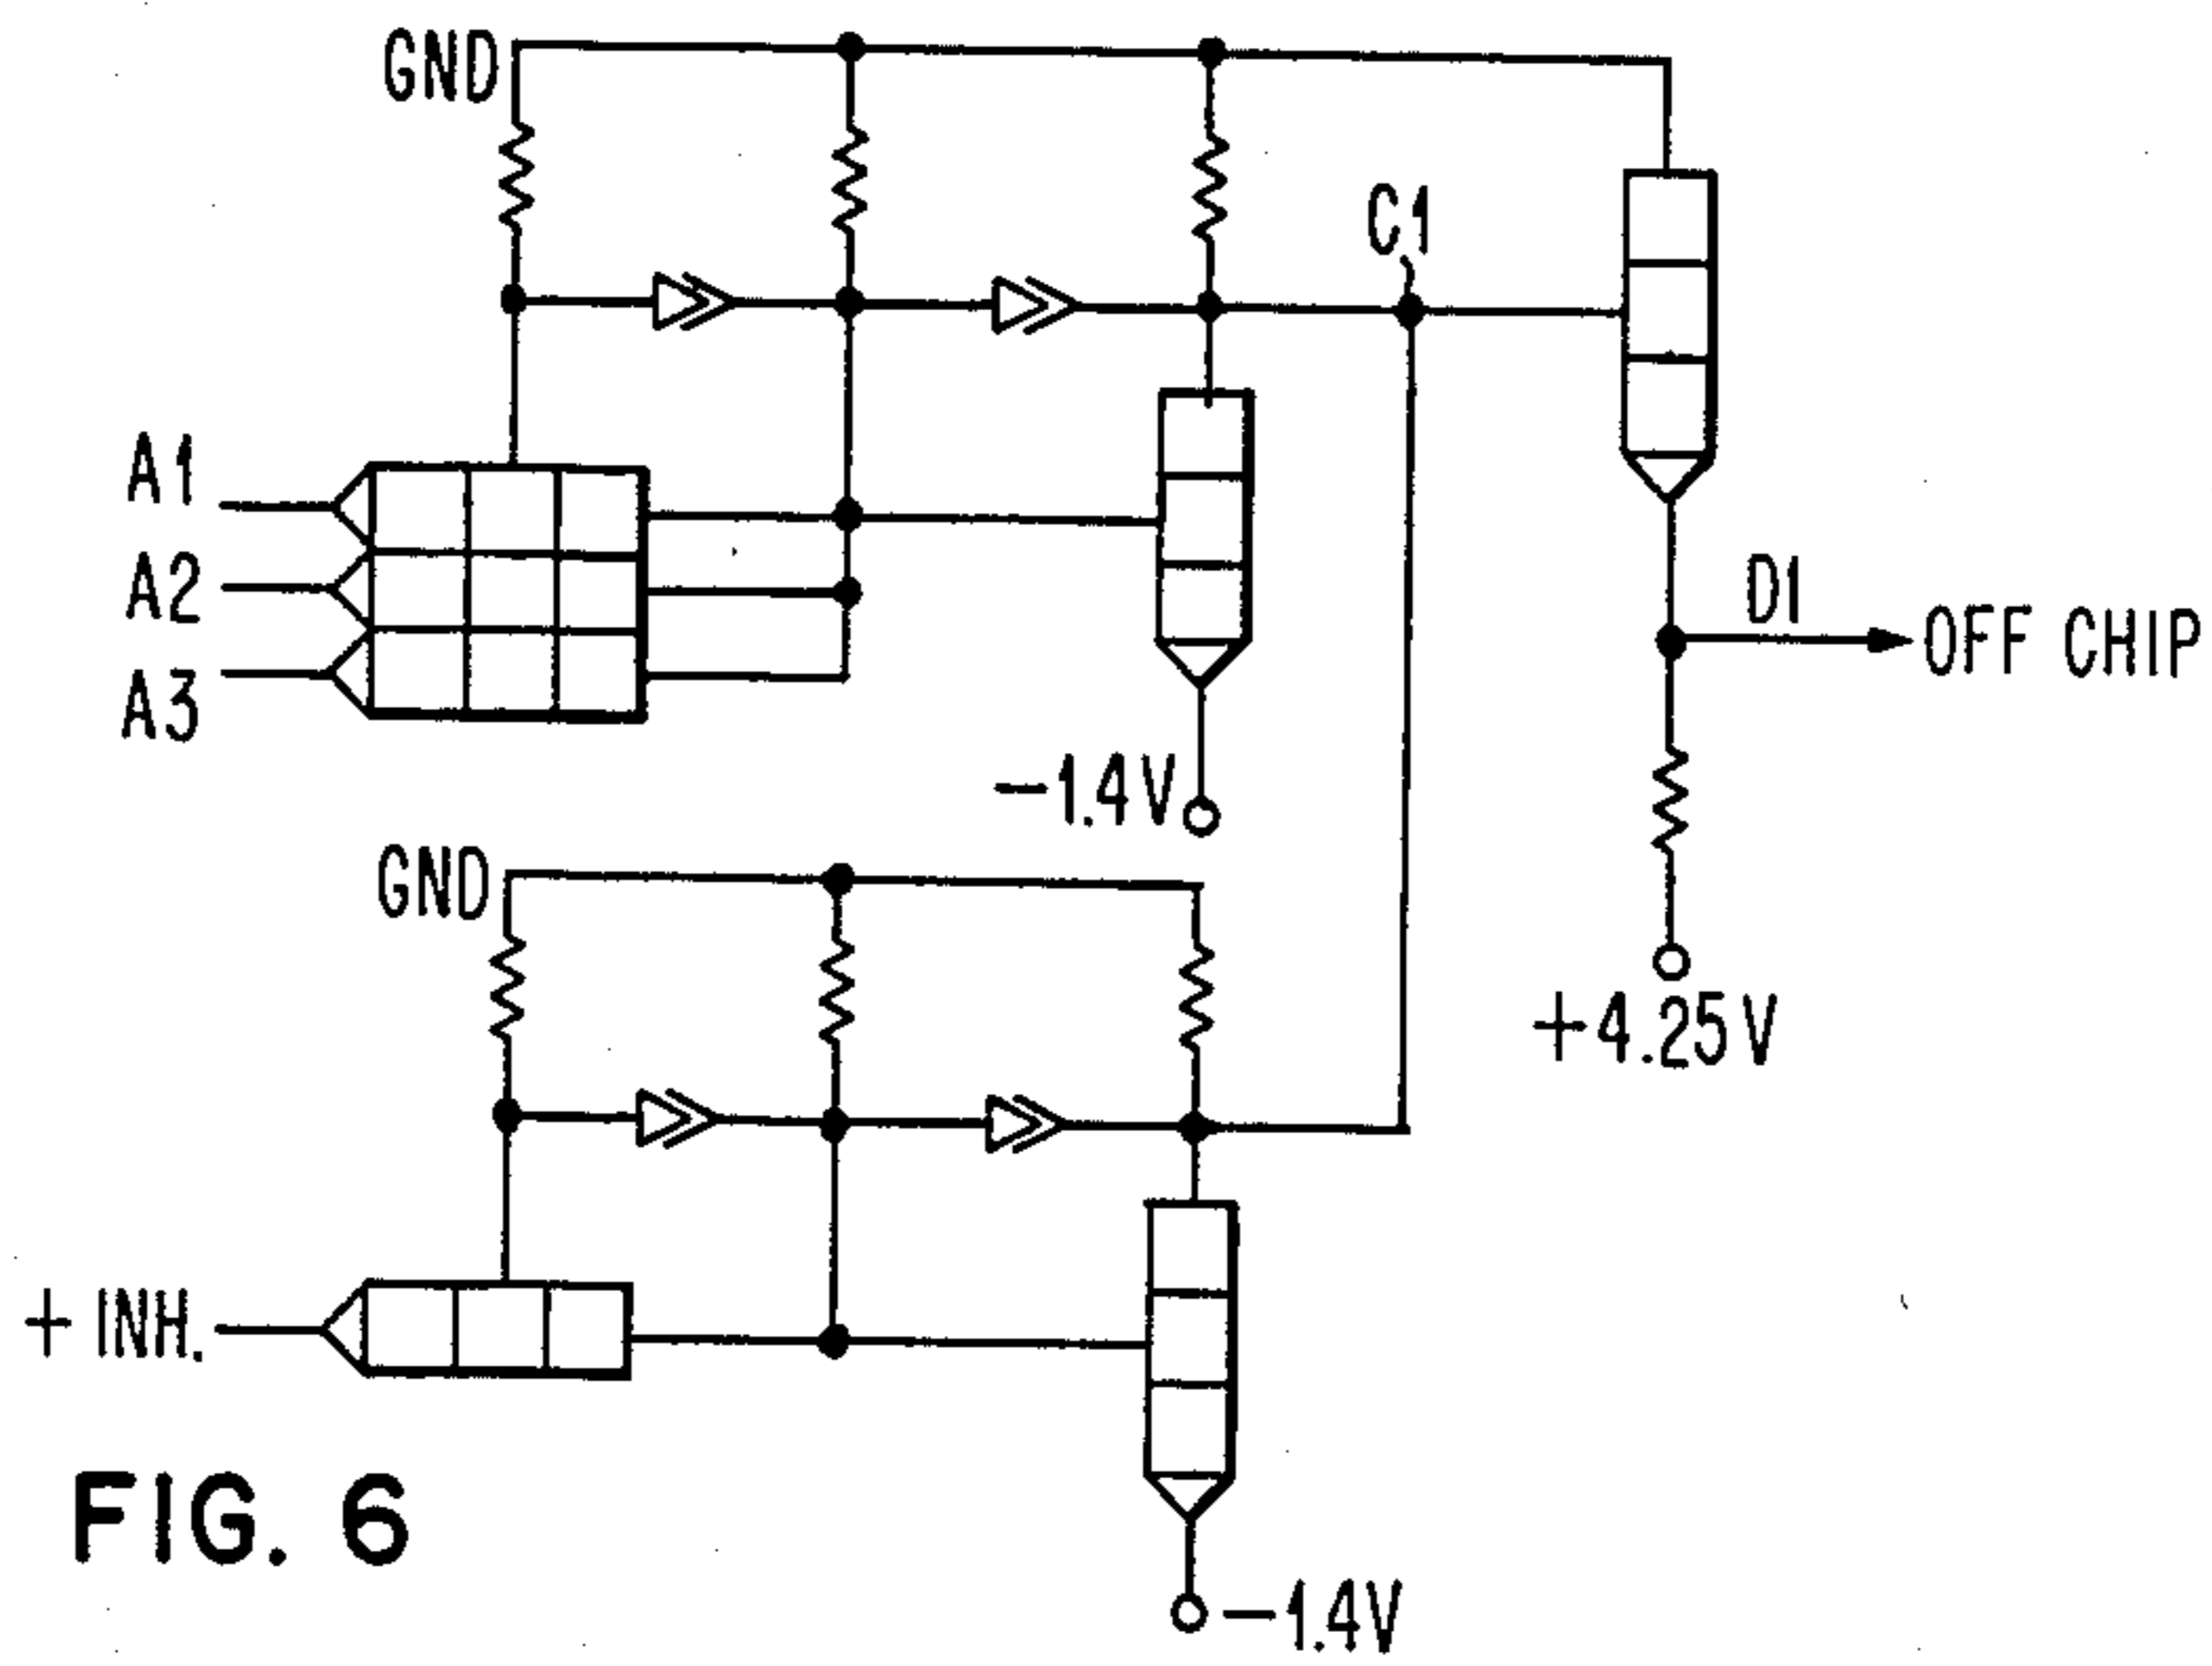 GND
C1
A1
A2
A3
D1
OFF CHIP
−1.4V
GND
+4.25V
+ INH.
FIG. 6
−1.4V